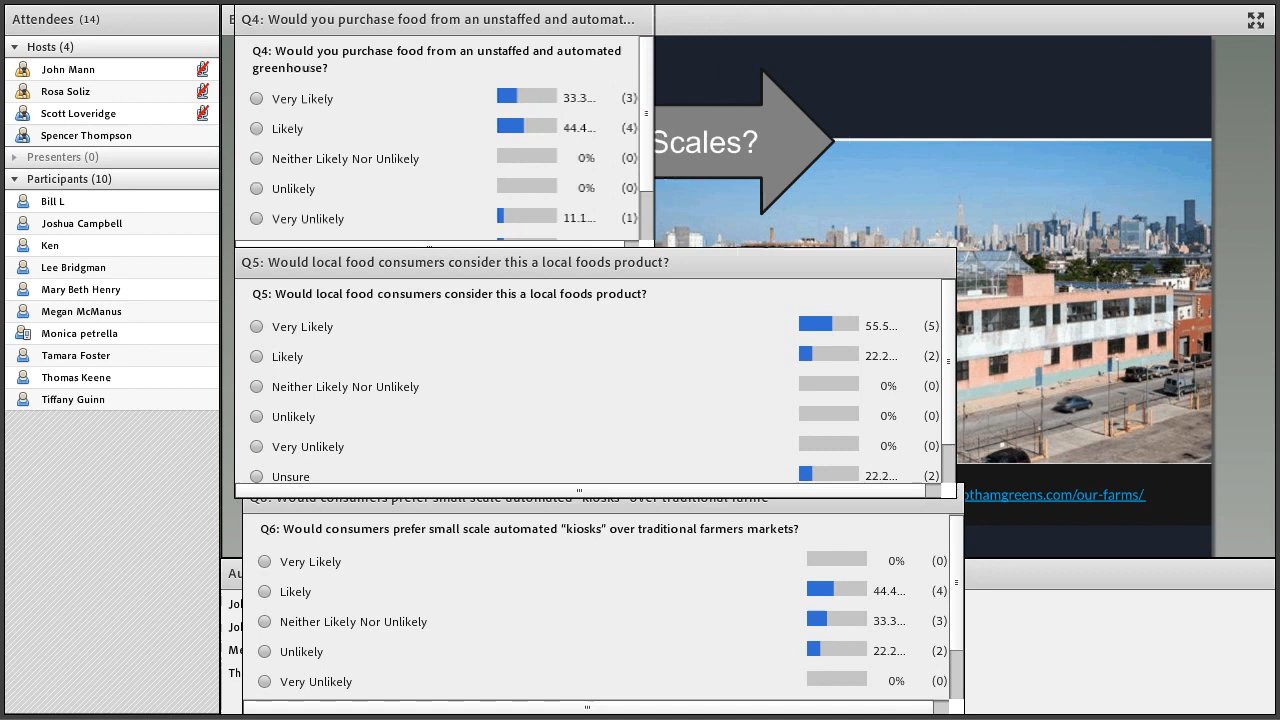 Attendees (14)
Hosts (4)
John Mann
Rosa Soliz
Scott Loveridge
Spencer Thompson
Presenters (0)
Participants (10)
Bill L
Joshua Campbell
Ken
Lee Bridgman
Mary Beth Henry
Megan McManus
Monica petrella
Tamara Foster
Thomas Keene
Tiffany Guinn
Q4: Would you purchase food from an unstaffed and automat...
Q4: Would you purchase food from an unstaffed and automated
greenhouse?
Very Likely 33.3... (3)
Likely 44.4... (4)
Neither Likely Nor Unlikely 0% (0)
Unlikely 0% (0)
Very Unlikely 11.1... (1)
Scales?
Q5: Would local food consumers consider this a local foods product?
Q5: Would local food consumers consider this a local foods product?
Very Likely 55.5... (5)
Likely 22.2... (2)
Neither Likely Nor Unlikely 0% (0)
Unlikely 0% (0)
Very Unlikely 0% (0)
Unsure 22.2... (2)
othamgreens.com/our-farms/
Q6: Would consumers prefer small scale automated "kiosks" over traditional farmers markets?
Very Likely 0% (0)
Likely 44.4... (4)
Neither Likely Nor Unlikely 33.3... (3)
Unlikely 22.2... (2)
Very Unlikely 0% (0)